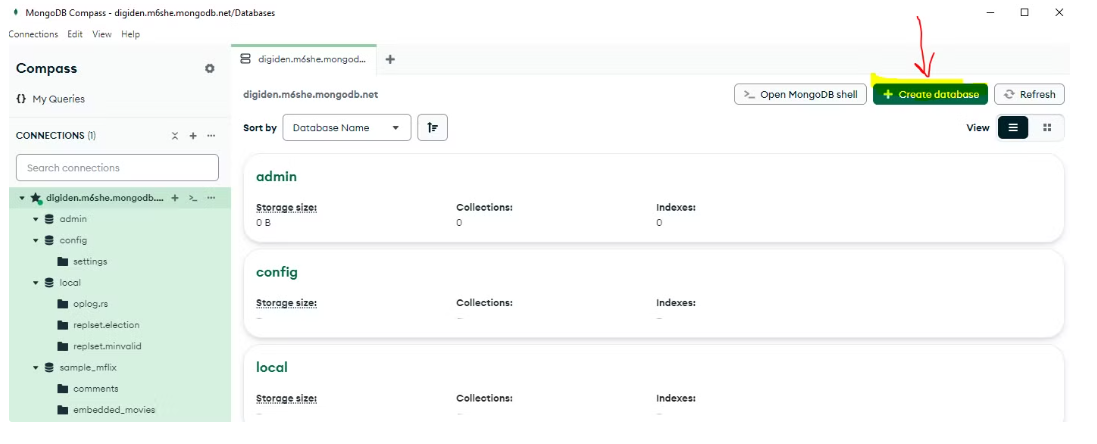 MongoDB Compass - digiden.m6she.mongodb.net/Databases
Connections Edit View Help
Compass
{} My Queries
CONNECTIONS (1)
Search connections
digiden.m6she.mongodb....
admin
config
settings
local
oplog.rs
replset.election
replset.minvalid
sample_mflix
comments
embedded_movies
digiden.m6she.mongod...
digiden.m6she.mongodb.net
>_ Open MongoDB shell
+ Create database
Refresh
Sort by Database Name
View
admin
Storage size: Collections: Indexes:
0 B 0 0
config
Storage size: Collections: Indexes:
– – –
local
Storage size: Collections: Indexes:
– – –